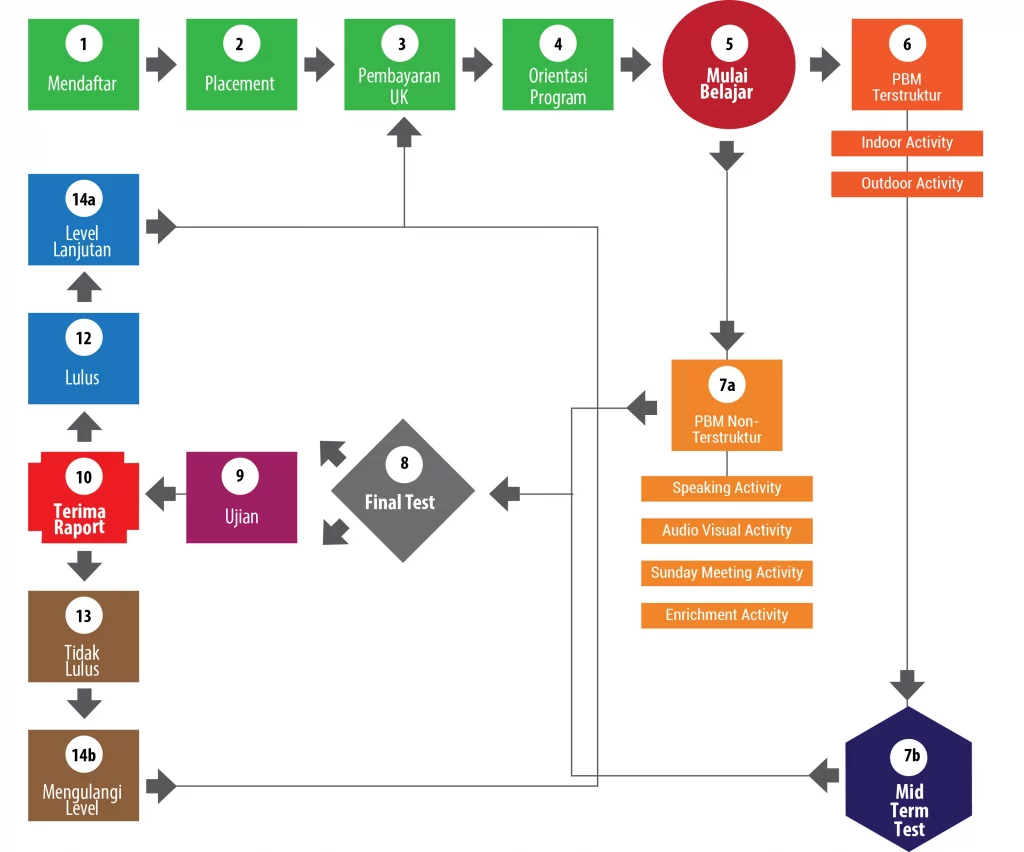 1
Mendaftar
2
Placement
3
Pembayaran
UK
4
Orientasi
Program
5
Mulai
Belajar
6
PBM
Terstruktur
Indoor Activity
Outdoor Activity
14a
Level
Lanjutan
12
Lulus
7a
PBM Non-
Terstruktur
Speaking Activity
Audio Visual Activity
Sunday Meeting Activity
Enrichment Activity
8
Final Test
9
Ujian
10
Terima
Raport
13
Tidak
Lulus
14b
Mengulangi
Level
7b
Mid
Term
Test